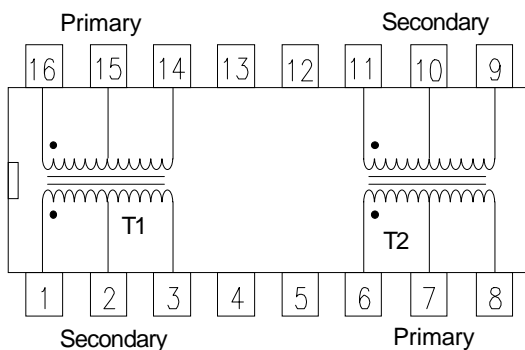 Primary Secondary
16 15 14 13 12 11 10 9
T1 T2
1 2 3 4 5 6 7 8
Secondary Primary